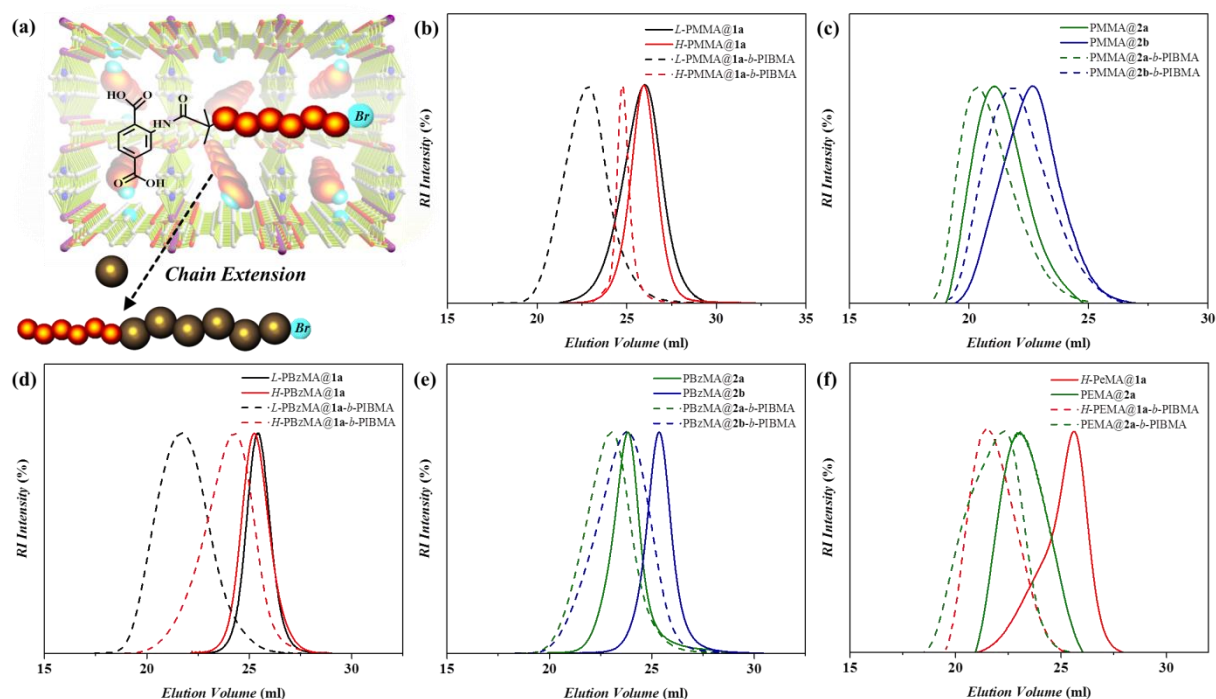 (a)
HO
O
O
HN
O
OH
Br
Chain Extension
Br
(b)
L-PMMA@1a
H-PMMA@1a
L-PMMA@1a-b-PIBMA
H-PMMA@1a-b-PIBMA
RI Intensity (%)
15 20 25 30 35
Elution Volume (ml)
(c)
PMMA@2a
PMMA@2b
PMMA@2a-b-PIBMA
PMMA@2b-b-PIBMA
RI Intensity (%)
15 20 25 30
Elution Volume (ml)
(d)
L-PBzMA@1a
H-PBzMA@1a
L-PBzMA@1a-b-PIBMA
H-PBzMA@1a-b-PIBMA
RI Intensity (%)
15 20 25 30
Elution Volume (ml)
(e)
PBzMA@2a
PBzMA@2b
PBzMA@2a-b-PIBMA
PBzMA@2b-b-PIBMA
RI Intensity (%)
15 20 25 30
Elution Volume (ml)
(f)
H-PeMA@1a
PEMA@2a
H-PEMA@1a-b-PIBMA
PEMA@2a-b-PIBMA
RI Intensity (%)
15 20 25 30
Elution Volume (ml)